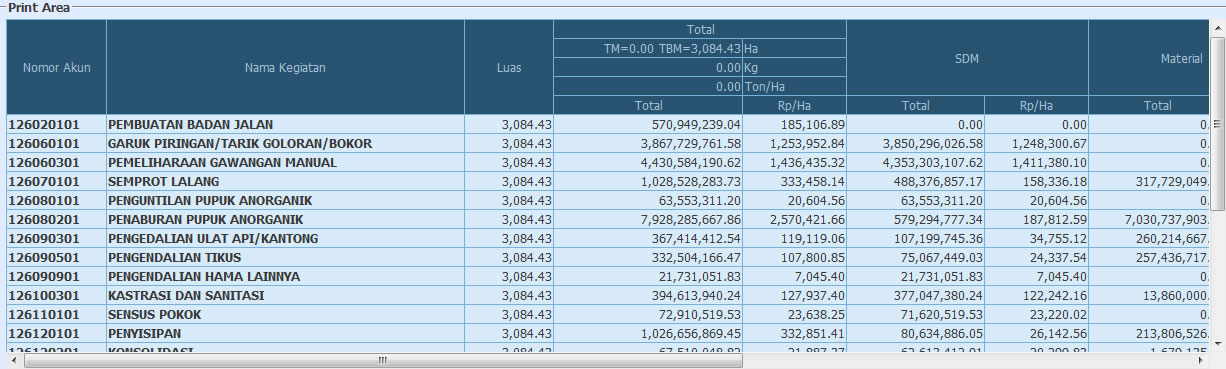 Print Area
Nomor Akun Nama Kegiatan Luas Total SDM Material
TM=0.00 TBM=3,084.43 Ha
0.00 Kg
0.00 Ton/Ha
Total Rp/Ha Total Rp/Ha Total
126020101 PEMBUATAN BADAN JALAN 3,084.43 570,949,239.04 185,106.89 0.00 0.00 0.
126060101 GARUK PIRINGAN/TARIK GOLORAN/BOKOR 3,084.43 3,867,729,761.58 1,253,952.84 3,850,296,026.58 1,248,300.67 0.
126060301 PEMELIHARAAN GAWANGAN MANUAL 3,084.43 4,430,584,190.62 1,436,435.32 4,353,303,107.62 1,411,380.10 0.
126070101 SEMPROT LALANG 3,084.43 1,028,528,283.73 333,458.14 488,376,857.17 158,336.18 317,729,049.
126080101 PENGUNTILAN PUPUK ANORGANIK 3,084.43 63,553,311.20 20,604.56 63,553,311.20 20,604.56 0.
126080201 PENABURAN PUPUK ANORGANIK 3,084.43 7,928,285,667.86 2,570,421.66 579,294,777.34 187,812.59 7,030,737,903.
126090301 PENGEDALIAN ULAT API/KANTONG 3,084.43 367,414,412.54 119,119.06 107,199,745.36 34,755.12 260,214,667.
126090501 PENGENDALIAN TIKUS 3,084.43 332,504,166.47 107,800.85 75,067,449.03 24,337.54 257,436,717.
126090901 PENGENDALIAN HAMA LAINNYA 3,084.43 21,731,051.83 7,045.40 21,731,051.83 7,045.40 0.
126100301 KASTRASI DAN SANITASI 3,084.43 394,613,940.24 127,937.40 377,047,380.24 122,242.16 13,860,000.
126110101 SENSUS POKOK 3,084.43 72,910,519.53 23,638.25 71,620,519.53 23,220.02 0.
126120101 PENYISIPAN 3,084.43 1,026,656,869.45 332,851.41 80,634,886.05 26,142.56 213,806,526.
KONSOLIDASI 3,084.43